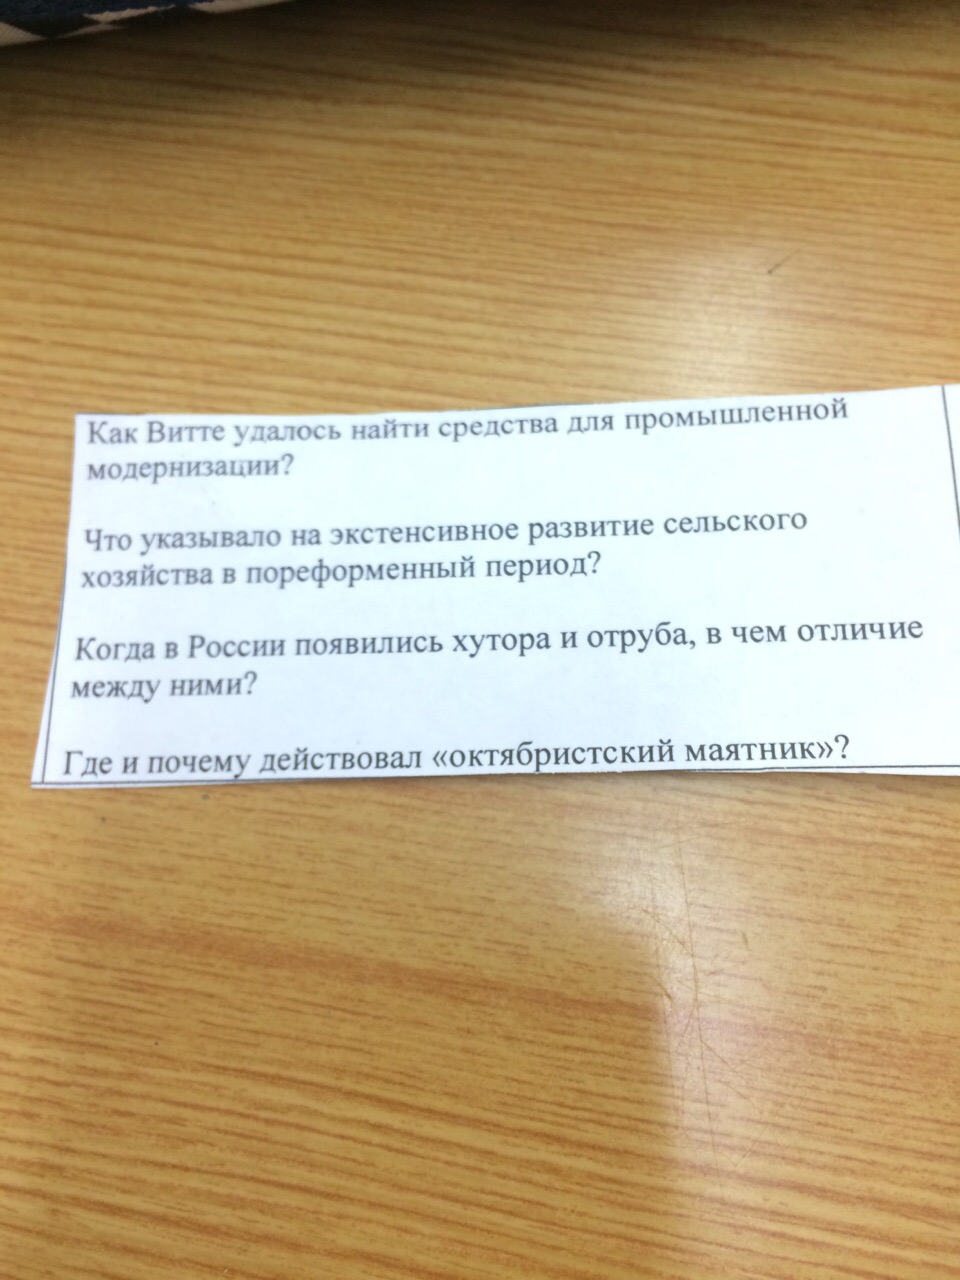 Как Витте удалось найти средства для промышленной
модернизации?
Что указывало на экстенсивное развитие сельского
хозяйства в пореформенный период?
Когда в России появились хутора и отруба, в чем отличие
между ними?
Где и почему действовал «октябристский маятник»?